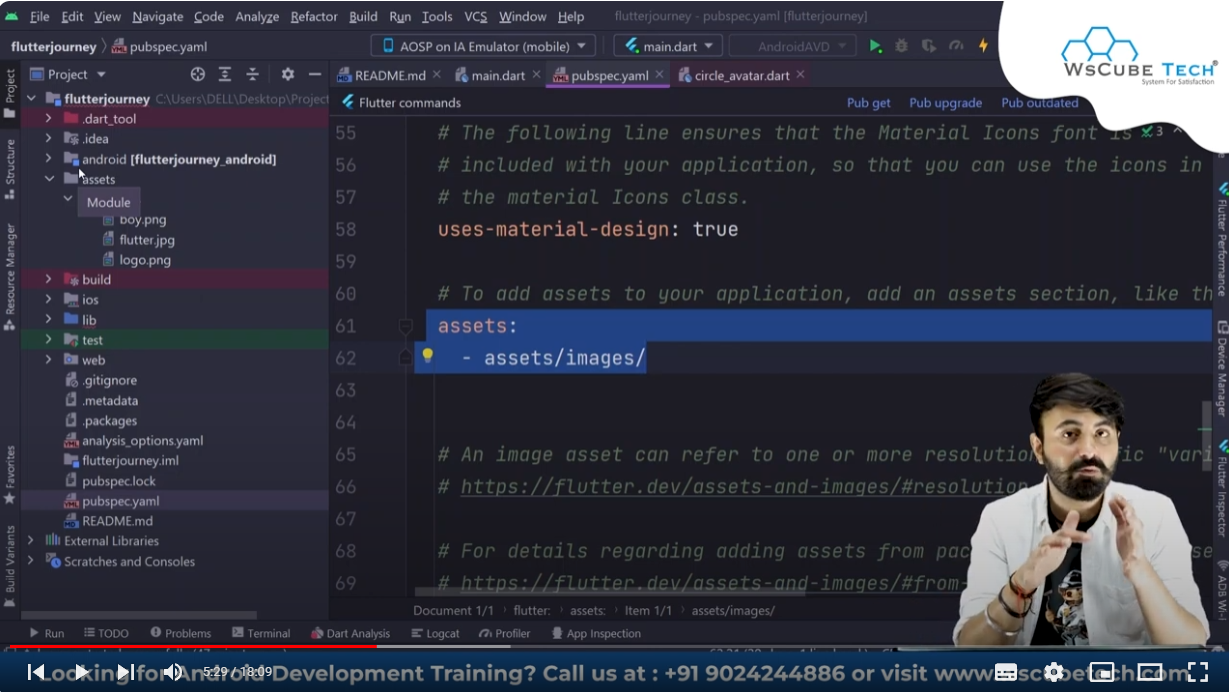 File Edit View Navigate Code Analyze Refactor Build Run Tools VCS Window Help flutterjourney - pubspec.yaml [flutterjourney]
flutterjourney pubspec.yaml AOSP on IA Emulator (mobile) main.dart AndroidAVD
WsCube Tech®
System For Satisfaction
Project README.md main.dart pubspec.yaml circle_avatar.dart
Flutter commands Pub get Pub upgrade Pub outdated
Project
Structure
Resource Manager
Favorites
Build Variants
flutterjourney C:\Users\DELL\Desktop\Project
.dart_tool
.idea
android [flutterjourney_android]
assets
Module
boy.png
flutter.jpg
logo.png
build
ios
lib
test
web
.gitignore
.metadata
.packages
analysis_options.yaml
flutterjourney.iml
pubspec.lock
pubspec.yaml
README.md
External Libraries
Scratches and Consoles
55 # The following line ensures that the Material Icons font is 3
56 # included with your application, so that you can use the icons in
57 # the material Icons class.
58 uses-material-design: true
59
60 # To add assets to your application, add an assets section, like th
61 assets:
62 - assets/images/
63
64
65 # An image asset can refer to one or more resolution fic "vari
66 # https://flutter.dev/assets-and-images/#resolution
67
68 # For details regarding adding assets from pac se
69 # https://flutter.dev/assets-and-images/#from-
Flutter Performance
Device Manager
Flutter Inspector
ADB Wi-
Document 1/1 flutter: assets: Item 1/1 assets/images/
Run TODO Problems Terminal Dart Analysis Logcat Profiler App Inspection
5:29 / 18:09
Looking for Android Development Training? Call us at : +91 9024244886 or visit www.wscubetech.com